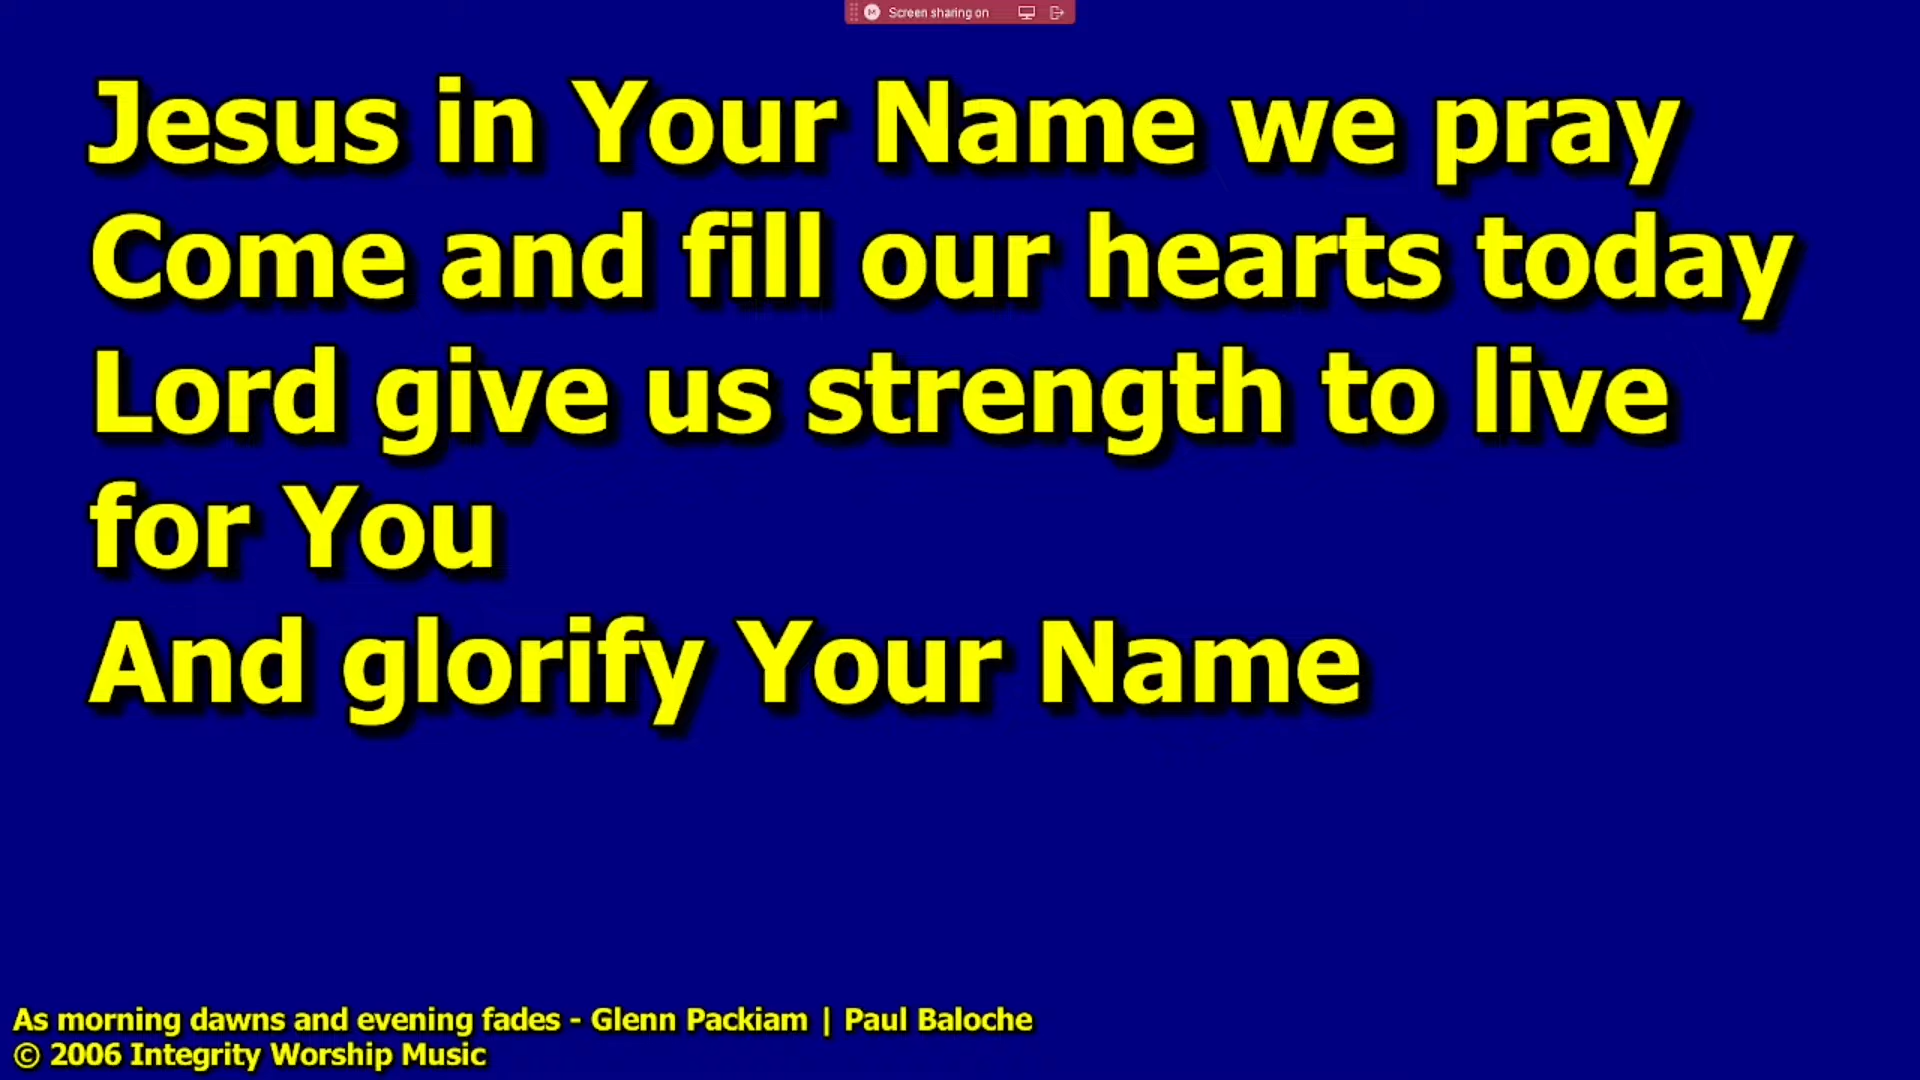 Screen sharing on
Jesus in Your Name we pray
Come and fill our hearts today
Lord give us strength to live
for You
And glorify Your Name
As morning dawns and evening fades - Glenn Packiam | Paul Baloche
© 2006 Integrity Worship Music